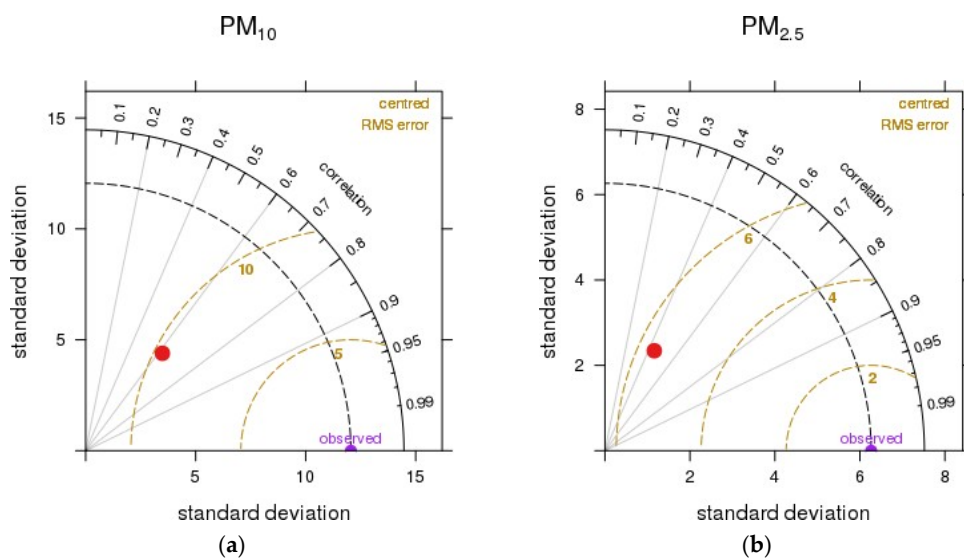 PM10
standard deviation
15
10
5
0.1
0.2
0.3
0.4
0.5
0.6
0.7
0.8
0.9
0.95
0.99
correlation
centred
RMS error
10
5
observed
5
10
15
standard deviation
(a)
PM2.5
standard deviation
8
6
4
2
0.1
0.2
0.3
0.4
0.5
0.6
0.7
0.8
0.9
0.95
0.99
correlation
centred
RMS error
6
4
2
observed
2
4
6
8
standard deviation
(b)